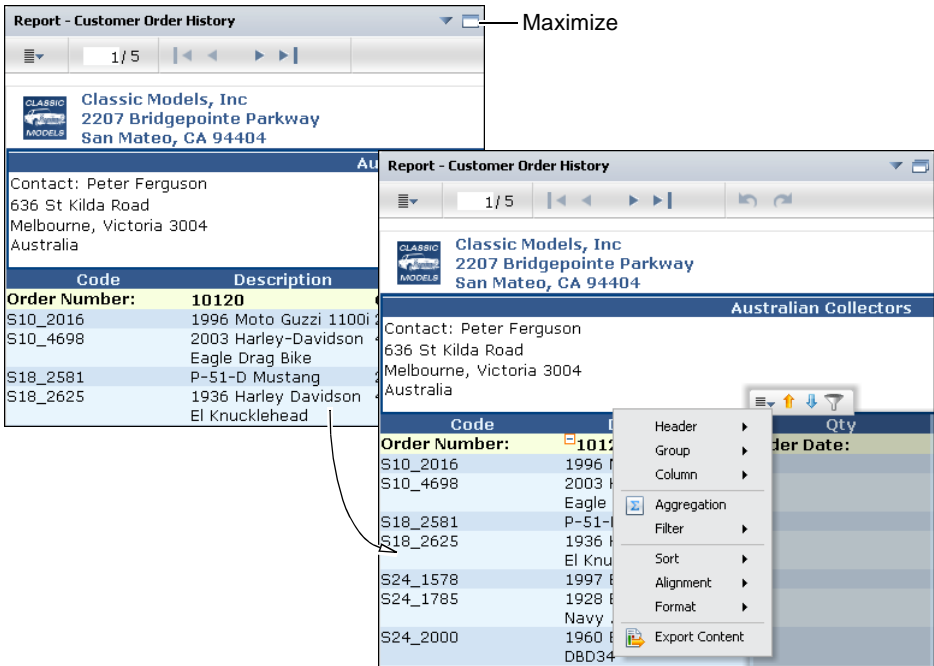 Report - Customer Order History
Maximize
1/ 5
CLASSIC
MODELS
Classic Models, Inc
2207 Bridgepointe Parkway
San Mateo, CA 94404
Au
Contact: Peter Ferguson
636 St Kilda Road
Melbourne, Victoria 3004
Australia
Code Description
Order Number: 10120
S10_2016 1996 Moto Guzzi 1100i
S10_4698 2003 Harley-Davidson
Eagle Drag Bike
S18_2581 P-51-D Mustang
S18_2625 1936 Harley Davidson
El Knucklehead
Report - Customer Order History
1/ 5
CLASSIC
MODELS
Classic Models, Inc
2207 Bridgepointe Parkway
San Mateo, CA 94404
Australian Collectors
Contact: Peter Ferguson
636 St Kilda Road
Melbourne, Victoria 3004
Australia
Code D Qty
Order Number: 1012 der Date:
S10_2016 1996
S10_4698 2003
Eagle
S18_2581 P-51-
S18_2625 1936
El Knu
S24_1578 1997
S24_1785 1928
Navy
S24_2000 1960
DBD34
Header
Group
Column
Aggregation
Filter
Sort
Alignment
Format
Export Content